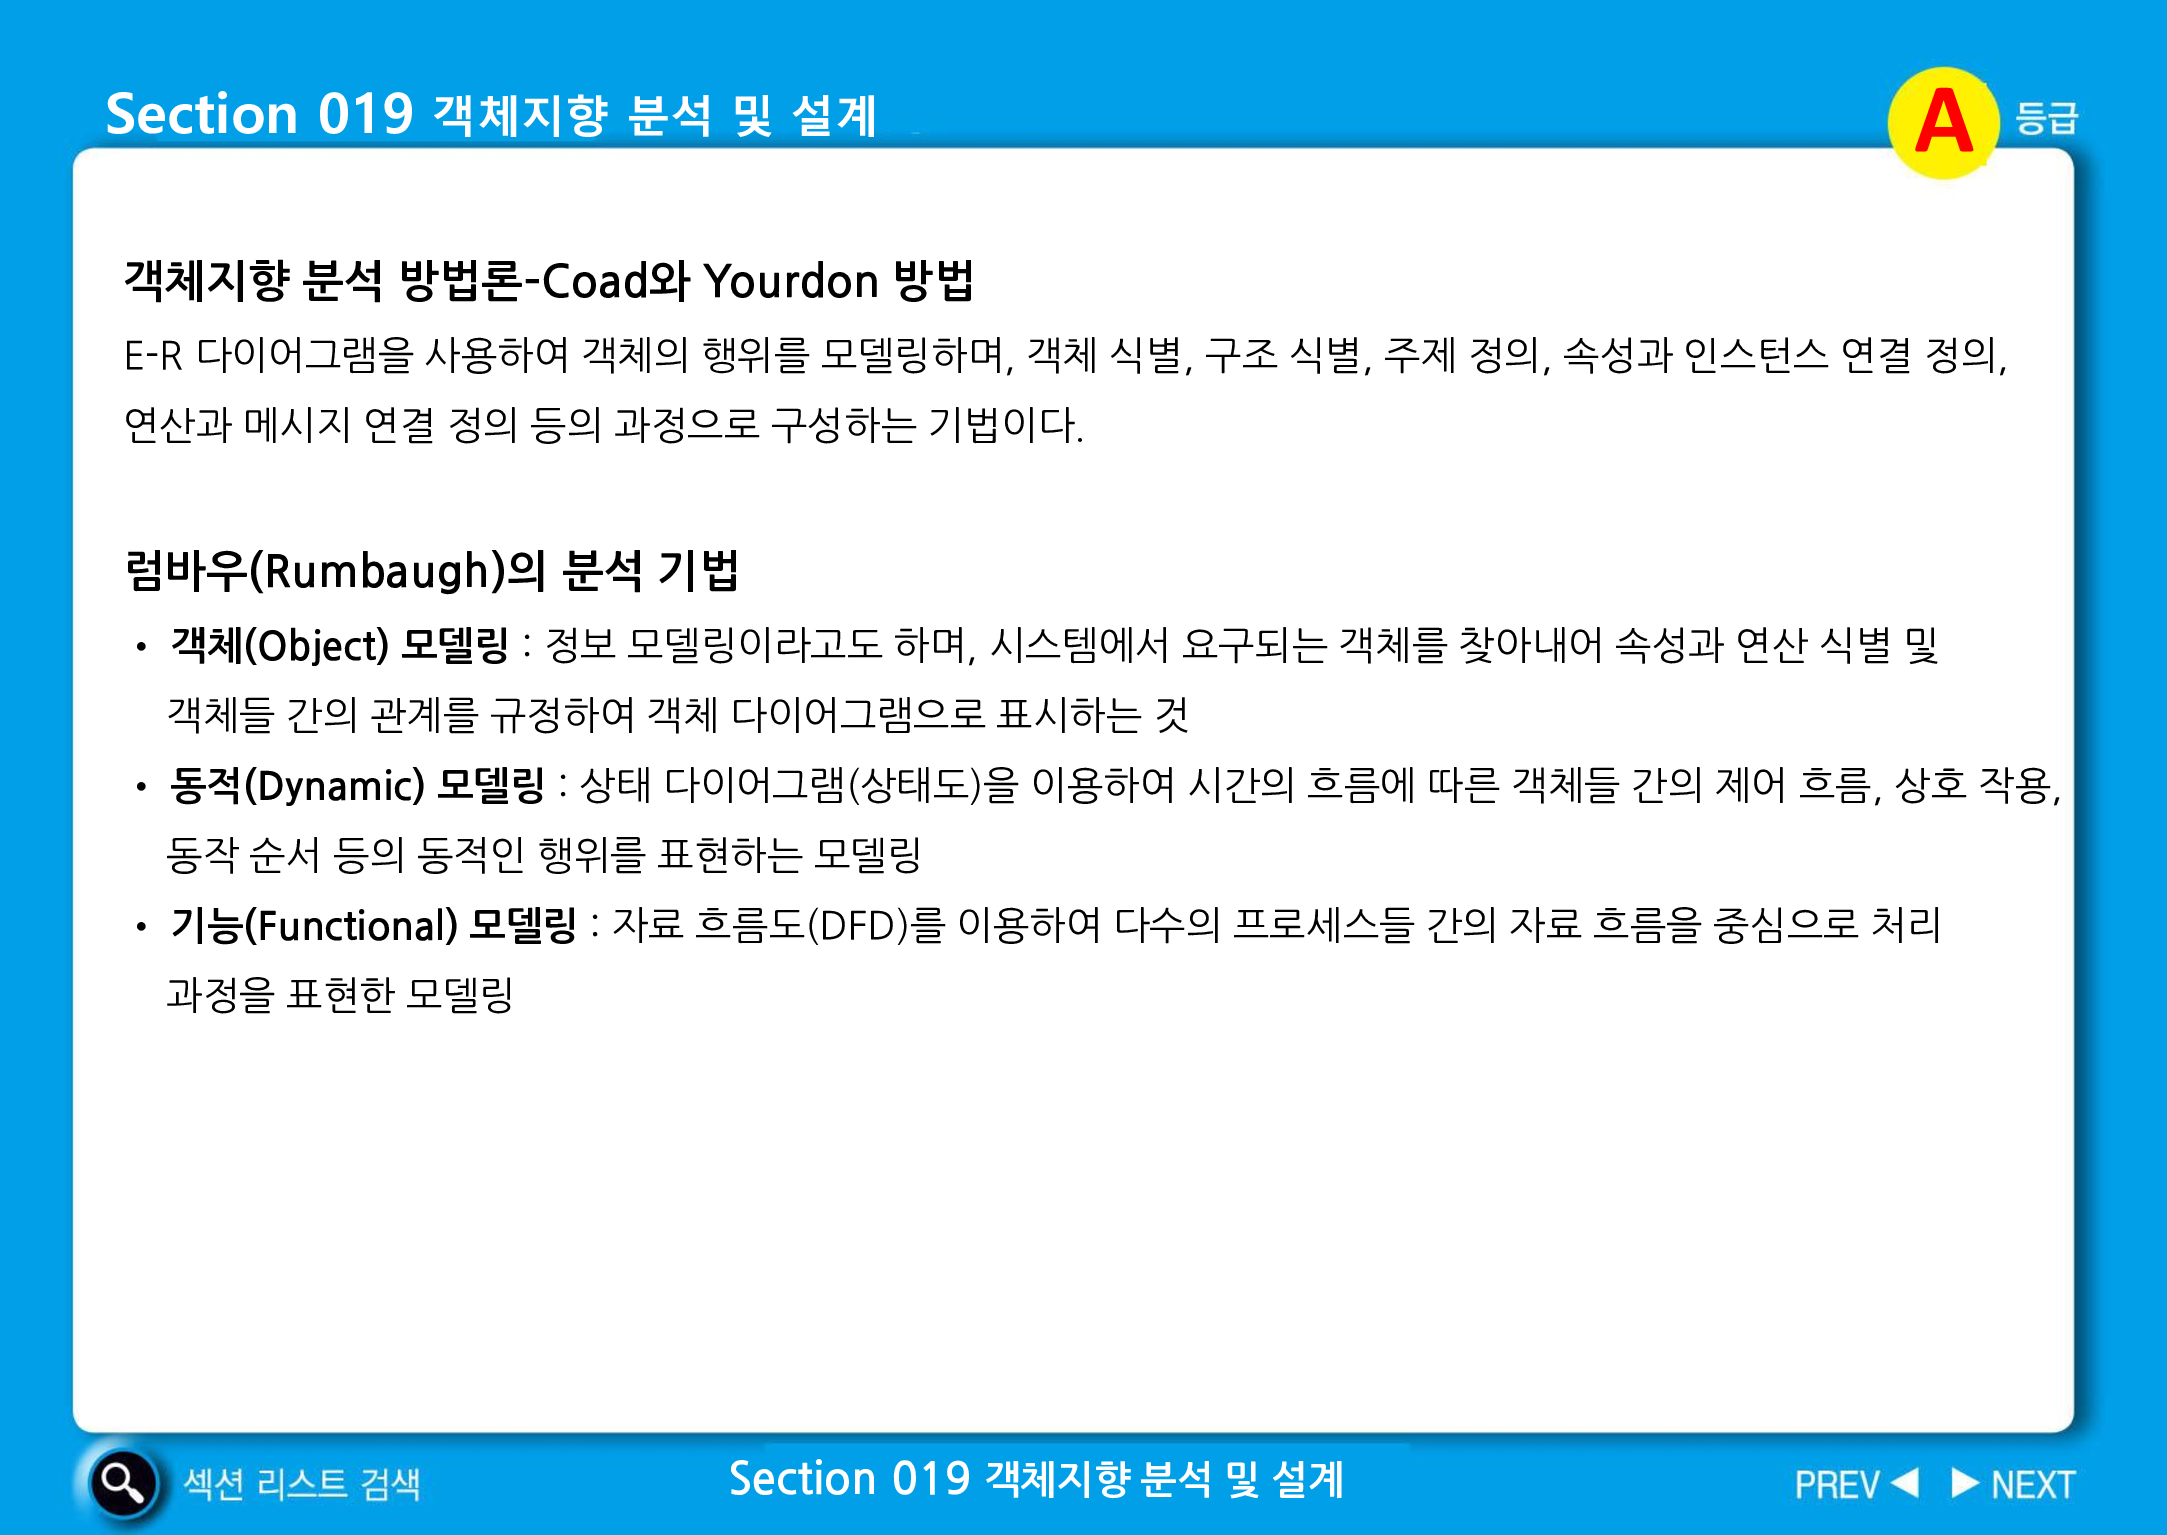 Section 019 객체지향 분석 및 설계
A 등급
객체지향 분석 방법론-Coad와 Yourdon 방법
E-R 다이어그램을 사용하여 객체의 행위를 모델링하며, 객체 식별, 구조 식별, 주제 정의, 속성과 인스턴스 연결 정의,
연산과 메시지 연결 정의 등의 과정으로 구성하는 기법이다.
럼바우(Rumbaugh)의 분석 기법
• 객체(Object) 모델링 : 정보 모델링이라고도 하며, 시스템에서 요구되는 객체를 찾아내어 속성과 연산 식별 및
객체들 간의 관계를 규정하여 객체 다이어그램으로 표시하는 것
• 동적(Dynamic) 모델링 : 상태 다이어그램(상태도)을 이용하여 시간의 흐름에 따른 객체들 간의 제어 흐름, 상호 작용,
동작 순서 등의 동적인 행위를 표현하는 모델링
• 기능(Functional) 모델링 : 자료 흐름도(DFD)를 이용하여 다수의 프로세스들 간의 자료 흐름을 중심으로 처리
과정을 표현한 모델링
섹션 리스트 검색
Section 019 객체지향 분석 및 설계
PREV ◀ ▶ NEXT